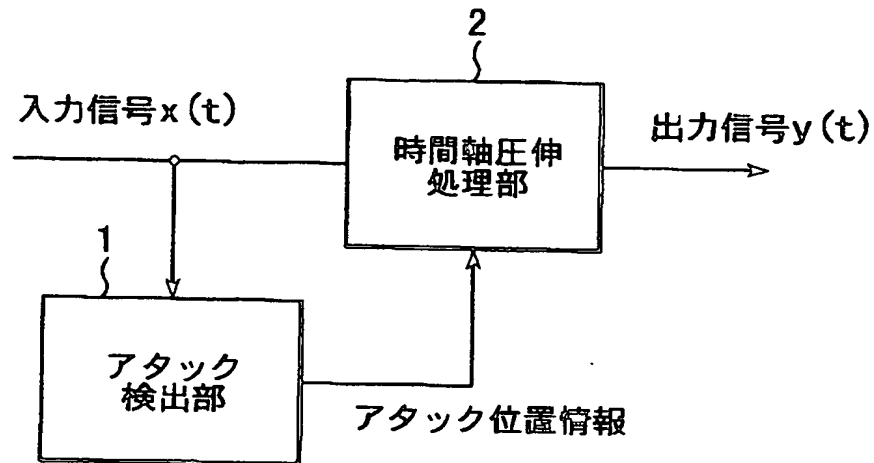 2
入力信号x(t)
時間軸圧伸
処理部
出力信号y(t)
1
アタック
検出部
アタック位置情報